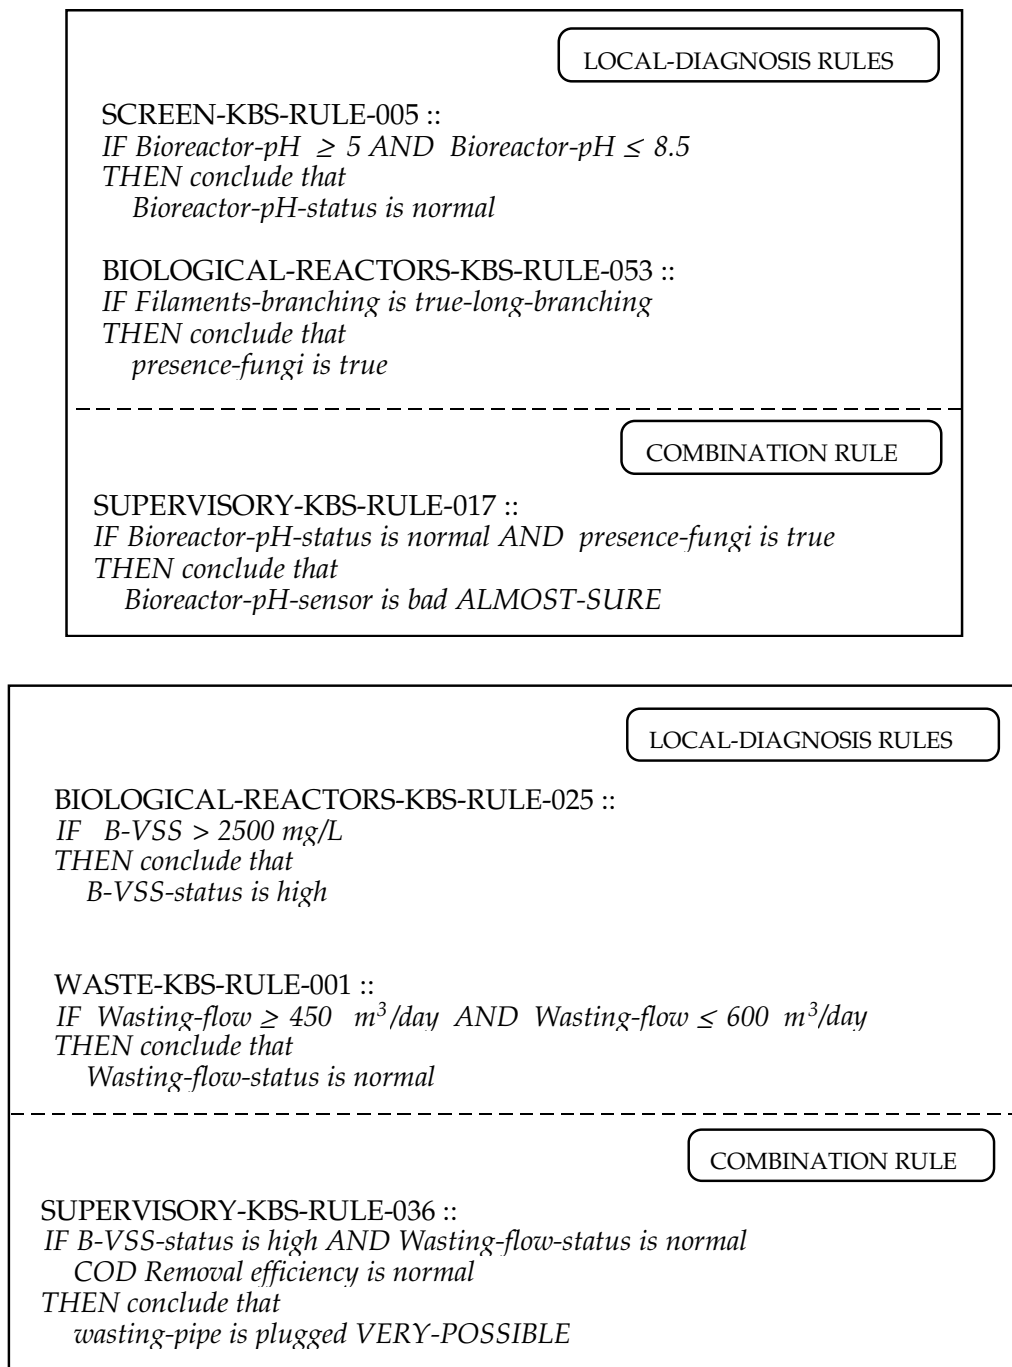 LOCAL-DIAGNOSIS RULES
SCREEN-KBS-RULE-005 ::
IF Bioreactor-pH ≥ 5 AND Bioreactor-pH ≤ 8.5
THEN conclude that
Bioreactor-pH-status is normal
BIOLOGICAL-REACTORS-KBS-RULE-053 ::
IF Filaments-branching is true-long-branching
THEN conclude that
presence-fungi is true
COMBINATION RULE
SUPERVISORY-KBS-RULE-017 ::
IF Bioreactor-pH-status is normal AND presence-fungi is true
THEN conclude that
Bioreactor-pH-sensor is bad ALMOST-SURE
LOCAL-DIAGNOSIS RULES
BIOLOGICAL-REACTORS-KBS-RULE-025 ::
IF B-VSS > 2500 mg/L
THEN conclude that
B-VSS-status is high
WASTE-KBS-RULE-001 ::
IF Wasting-flow ≥ 450 m³/day AND Wasting-flow ≤ 600 m³/day
THEN conclude that
Wasting-flow-status is normal
COMBINATION RULE
SUPERVISORY-KBS-RULE-036 ::
IF B-VSS-status is high AND Wasting-flow-status is normal
COD Removal efficiency is normal
THEN conclude that
wasting-pipe is plugged VERY-POSSIBLE